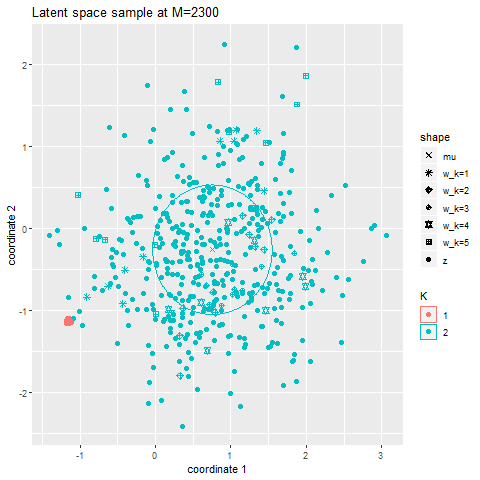 Latent space sample at M=2300
2
1
0
-1
-2
coordinate 2
-1
0
1
2
3
coordinate 1
shape
mu
w_k=1
w_k=2
w_k=3
w_k=4
w_k=5
z
K
1
2